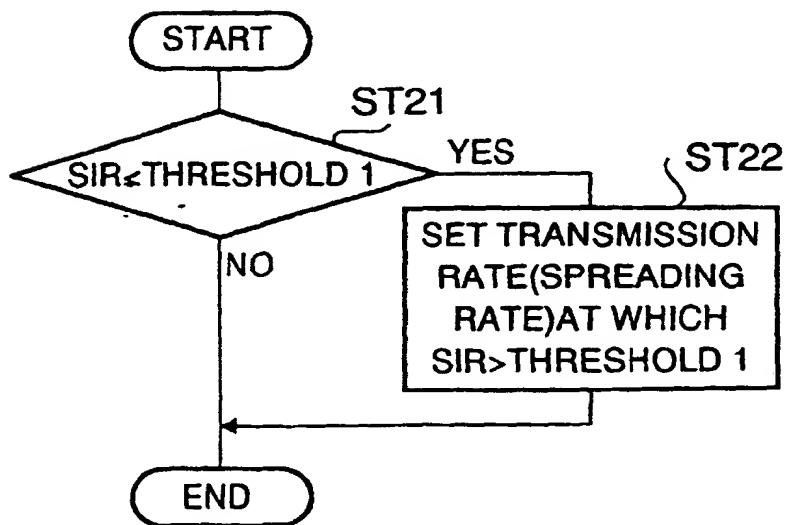 START
ST21
SIR≤THRESHOLD 1
YES
ST22
SET TRANSMISSION
RATE(SPREADING
RATE)AT WHICH
SIR>THRESHOLD 1
NO
END